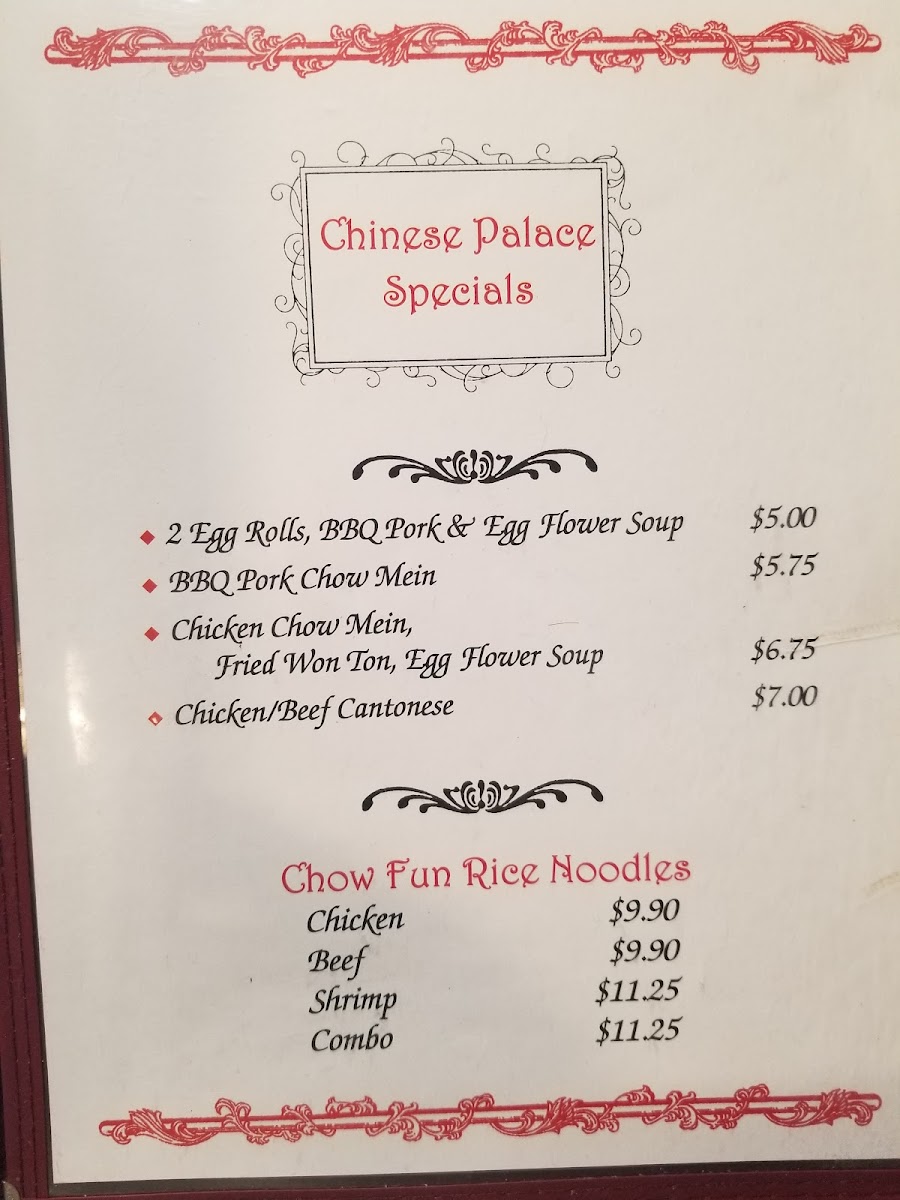 Chinese Palace
Specials
2 Egg Rolls, BBQ Pork & Egg Flower Soup $5.00
BBQ Pork Chow Mein $5.75
Chicken Chow Mein,
Fried Won Ton, Egg Flower Soup $6.75
Chicken/Beef Cantonese $7.00
Chow Fun Rice Noodles
Chicken $9.90
Beef $9.90
Shrimp $11.25
Combo $11.25